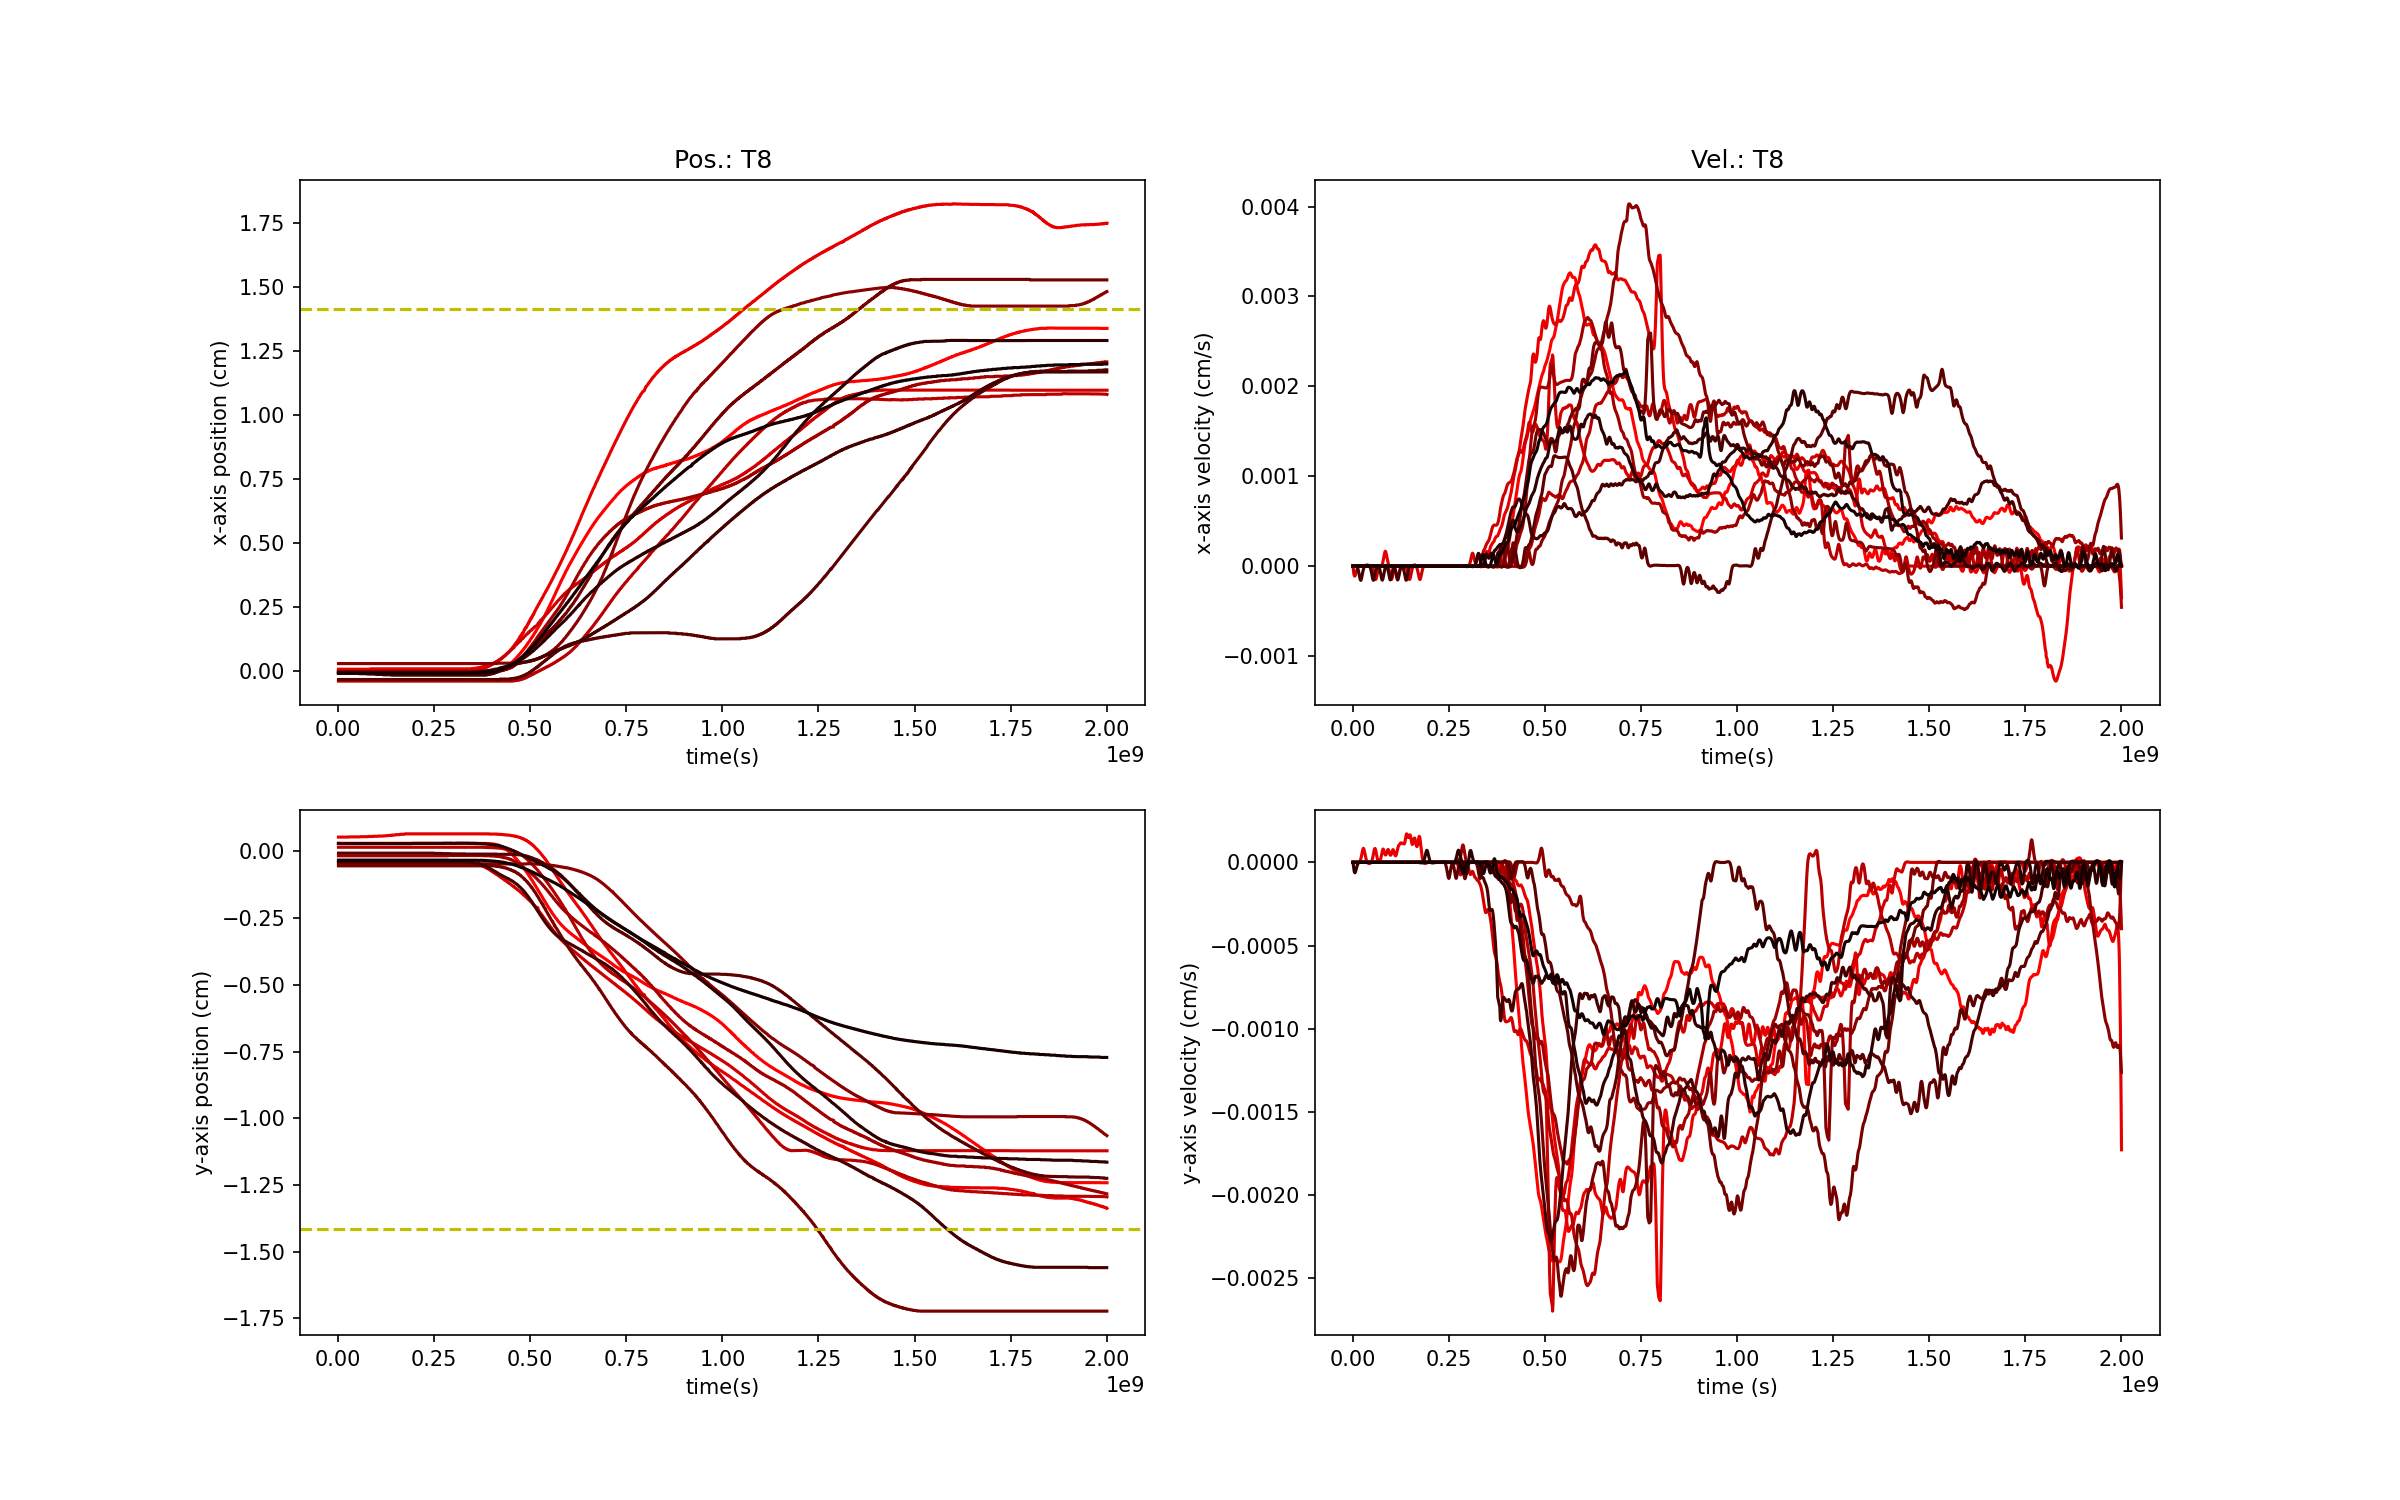 Pos.: T8
Vel.: T8
x-axis position (cm)
1.75
1.50
1.25
1.00
0.75
0.50
0.25
0.00
0.00 0.25 0.50 0.75 1.00 1.25 1.50 1.75 2.00
time(s)
1e9
x-axis velocity (cm/s)
0.004
0.003
0.002
0.001
0.000
−0.001
0.00 0.25 0.50 0.75 1.00 1.25 1.50 1.75 2.00
time(s)
1e9
y-axis position (cm)
0.00
−0.25
−0.50
−0.75
−1.00
−1.25
−1.50
−1.75
0.00 0.25 0.50 0.75 1.00 1.25 1.50 1.75 2.00
time(s)
1e9
y-axis velocity (cm/s)
0.0000
−0.0005
−0.0010
−0.0015
−0.0020
−0.0025
0.00 0.25 0.50 0.75 1.00 1.25 1.50 1.75 2.00
time (s)
1e9